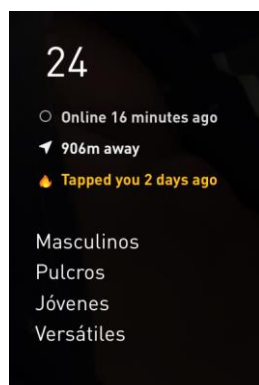 24
Online 16 minutes ago
906m away
Tapped you 2 days ago
Masculinos
Pulcros
Jóvenes
Versátiles